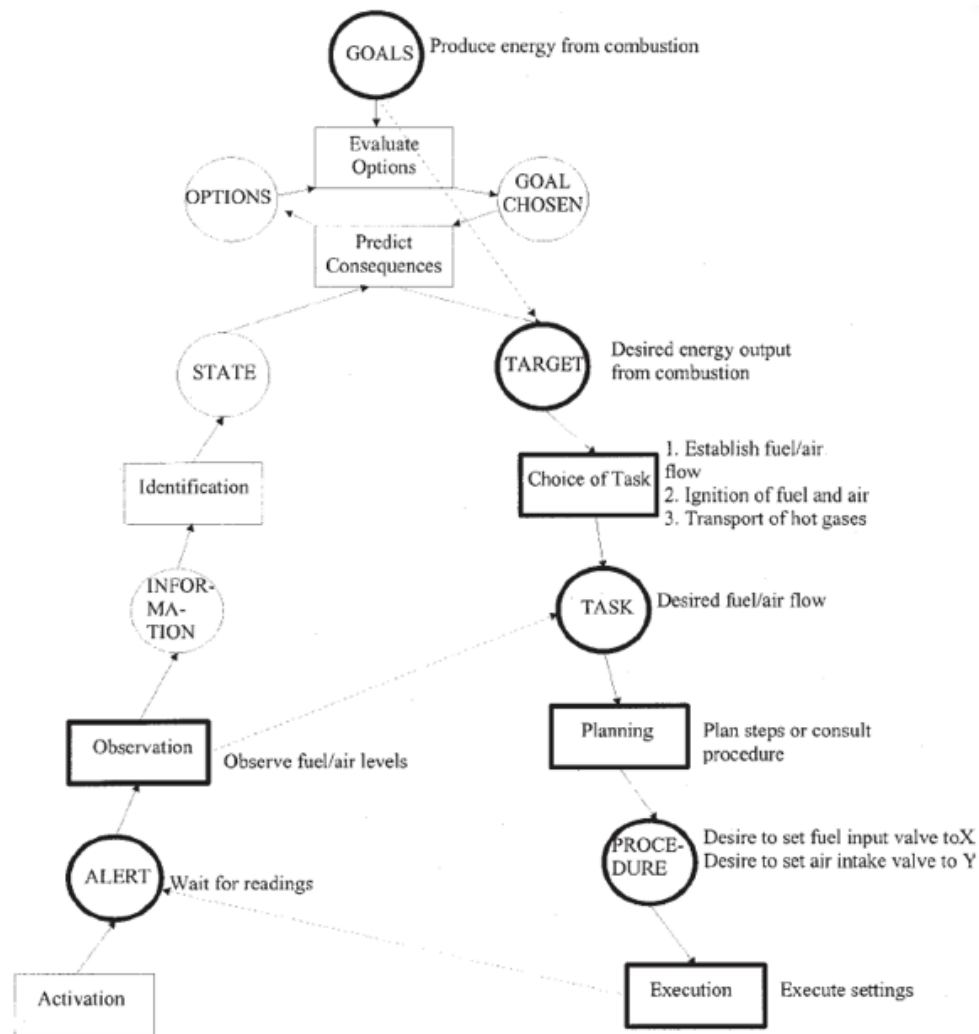 GOALS
Produce energy from combustion
Evaluate
Options
OPTIONS
GOAL
CHOSEN
Predict
Consequences
STATE
TARGET
Desired energy output
from combustion
Identification
Choice of Task
1. Establish fuel/air
flow
2. Ignition of fuel and air
3. Transport of hot gases
INFOR-
MA-
TION
TASK
Desired fuel/air flow
Observation
Observe fuel/air levels
Planning
Plan steps or consult
procedure
ALERT
Wait for readings
PROCE-
DURE
Desire to set fuel input valve toX
Desire to set air intake valve to Y
Activation
Execution
Execute settings